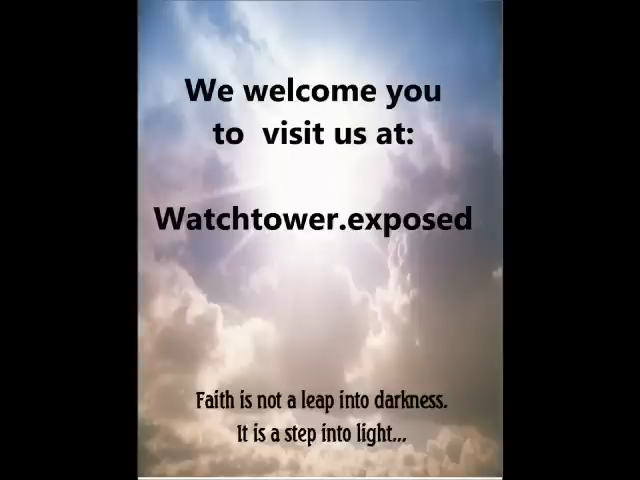 We welcome you
to visit us at:
Watchtower.exposed
Faith is not a leap into darkness.
It is a step into light...